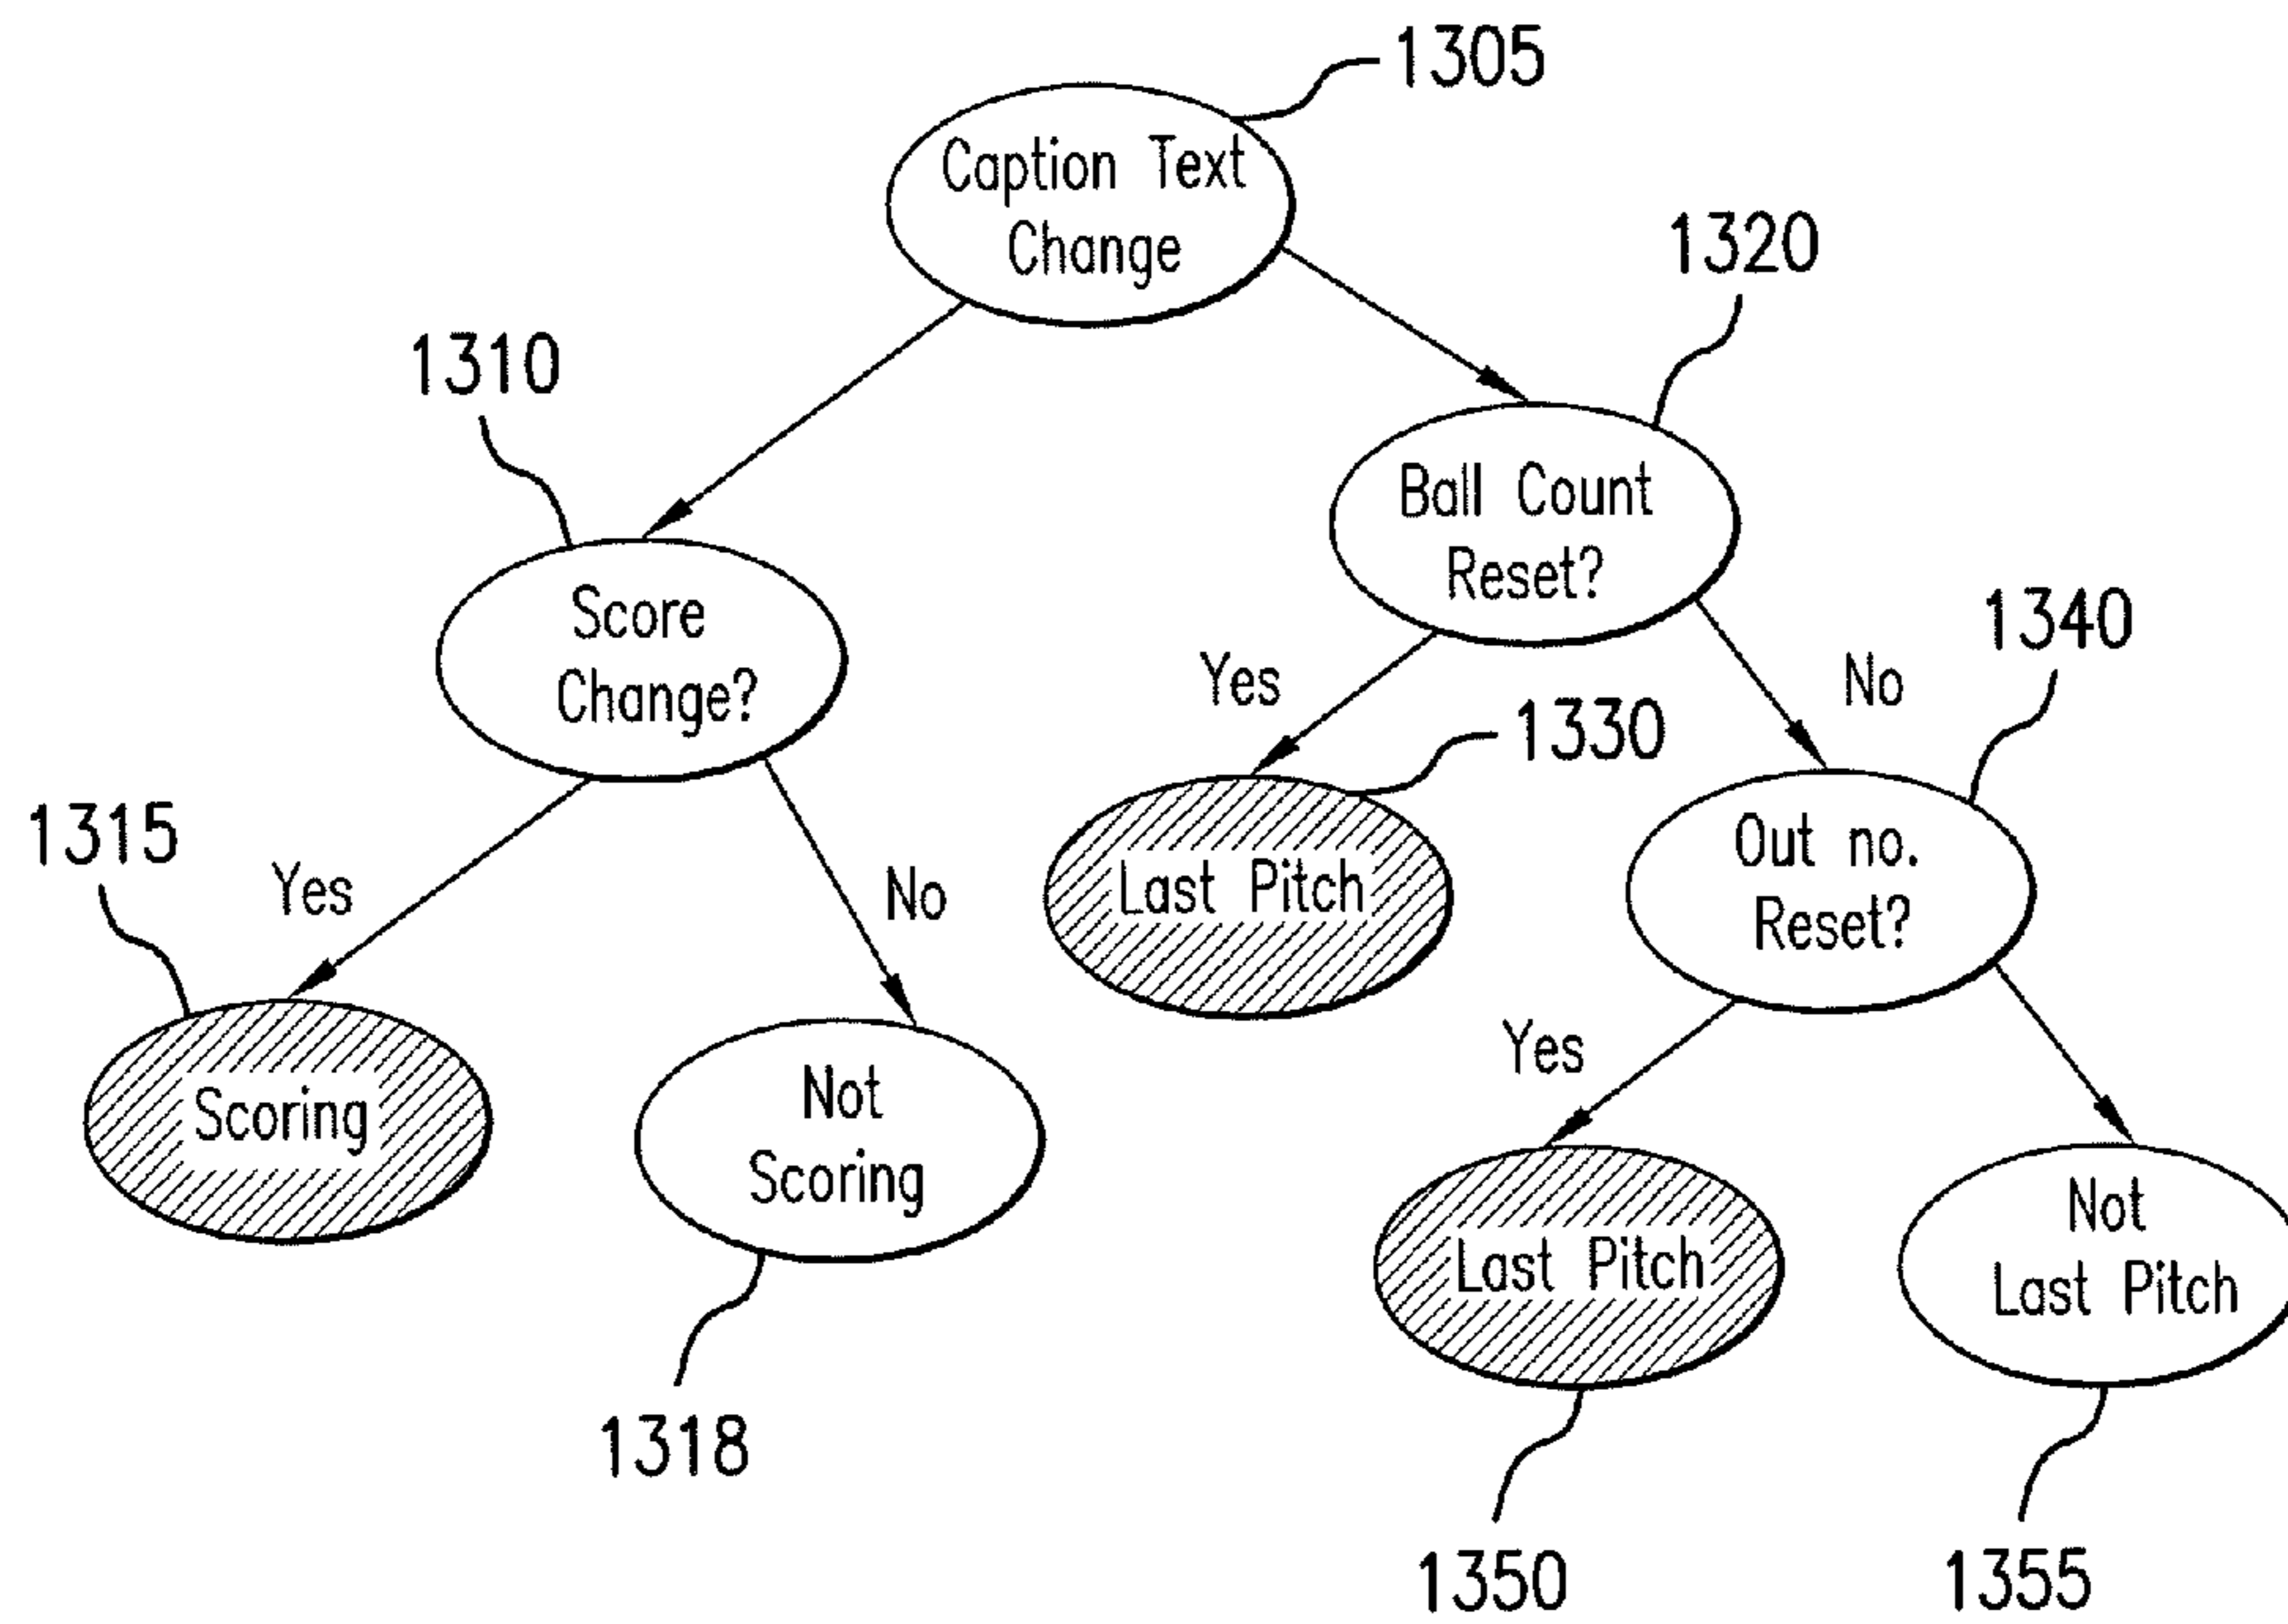 1305
Caption Text
Change
1320
1310
Ball Count
Reset?
1340
Score
Change?
Yes
No
1330
1315
Yes
No
Last Pitch
Out no.
Reset?
Scoring
Not
Scoring
Yes
Last Pitch
Not
Last Pitch
1318
1350
1355